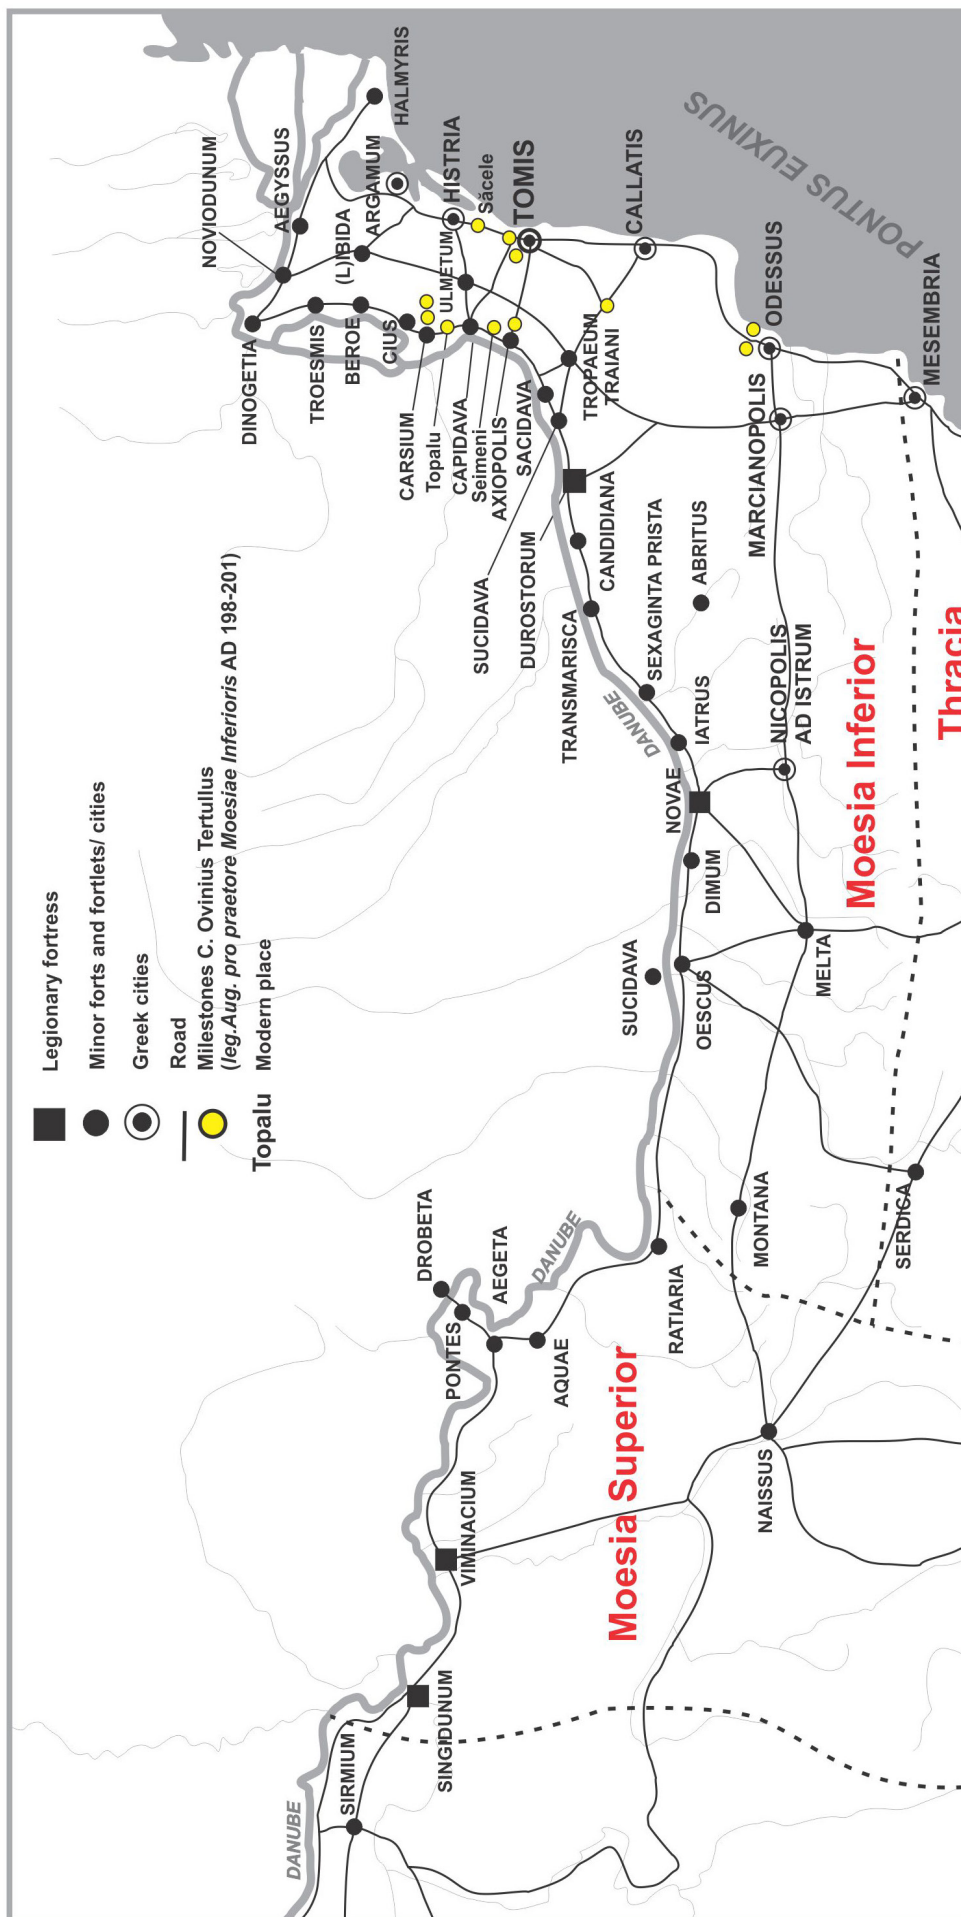 Legionary fortress
Minor forts and fortlets/ cities
Greek cities
Road
Milestones C. Ovinius Tertullus
(leg.Aug. pro praetore Moesiae Inferioris AD 198-201)
Topalu Modern place
DANUBE
SIRMIUM
SINGIDUNUM
VIMINACIUM
PONTES
DROBETA
AEGETA
AQUAE
DANUBE
RATIARIA
Moesia Superior
NAISSUS
MONTANA
SERDICA
SUCIDAVA
OESCUS
MELTA
DIMUM
NOVAE
IATRUS
DANUBE
SEXAGINTA PRISTA
NICOPOLIS
AD ISTRUM
Moesia Inferior
Thracia
ABRITUS
TRANSMARISCA
CANDIDIANA
DUROSTORUM
SUCIDAVA
SACIDAVA
AXIOPOLIS
Seimeni
CAPIDAVA
Topalu
CARSIUM
CIUS
BEROE
TROESMIS
DINOGETIA
NOVIODUNUM
AEGYSSUS
HALMYRIS
(L)IBIDA
ARGAMUM
ULMETUM
HISTRIA
Săcele
TOMIS
TROPAEUM
TRAIANI
CALLATIS
MARCIANOPOLIS
ODESSUS
MESEMBRIA
PONTUS EUXINUS